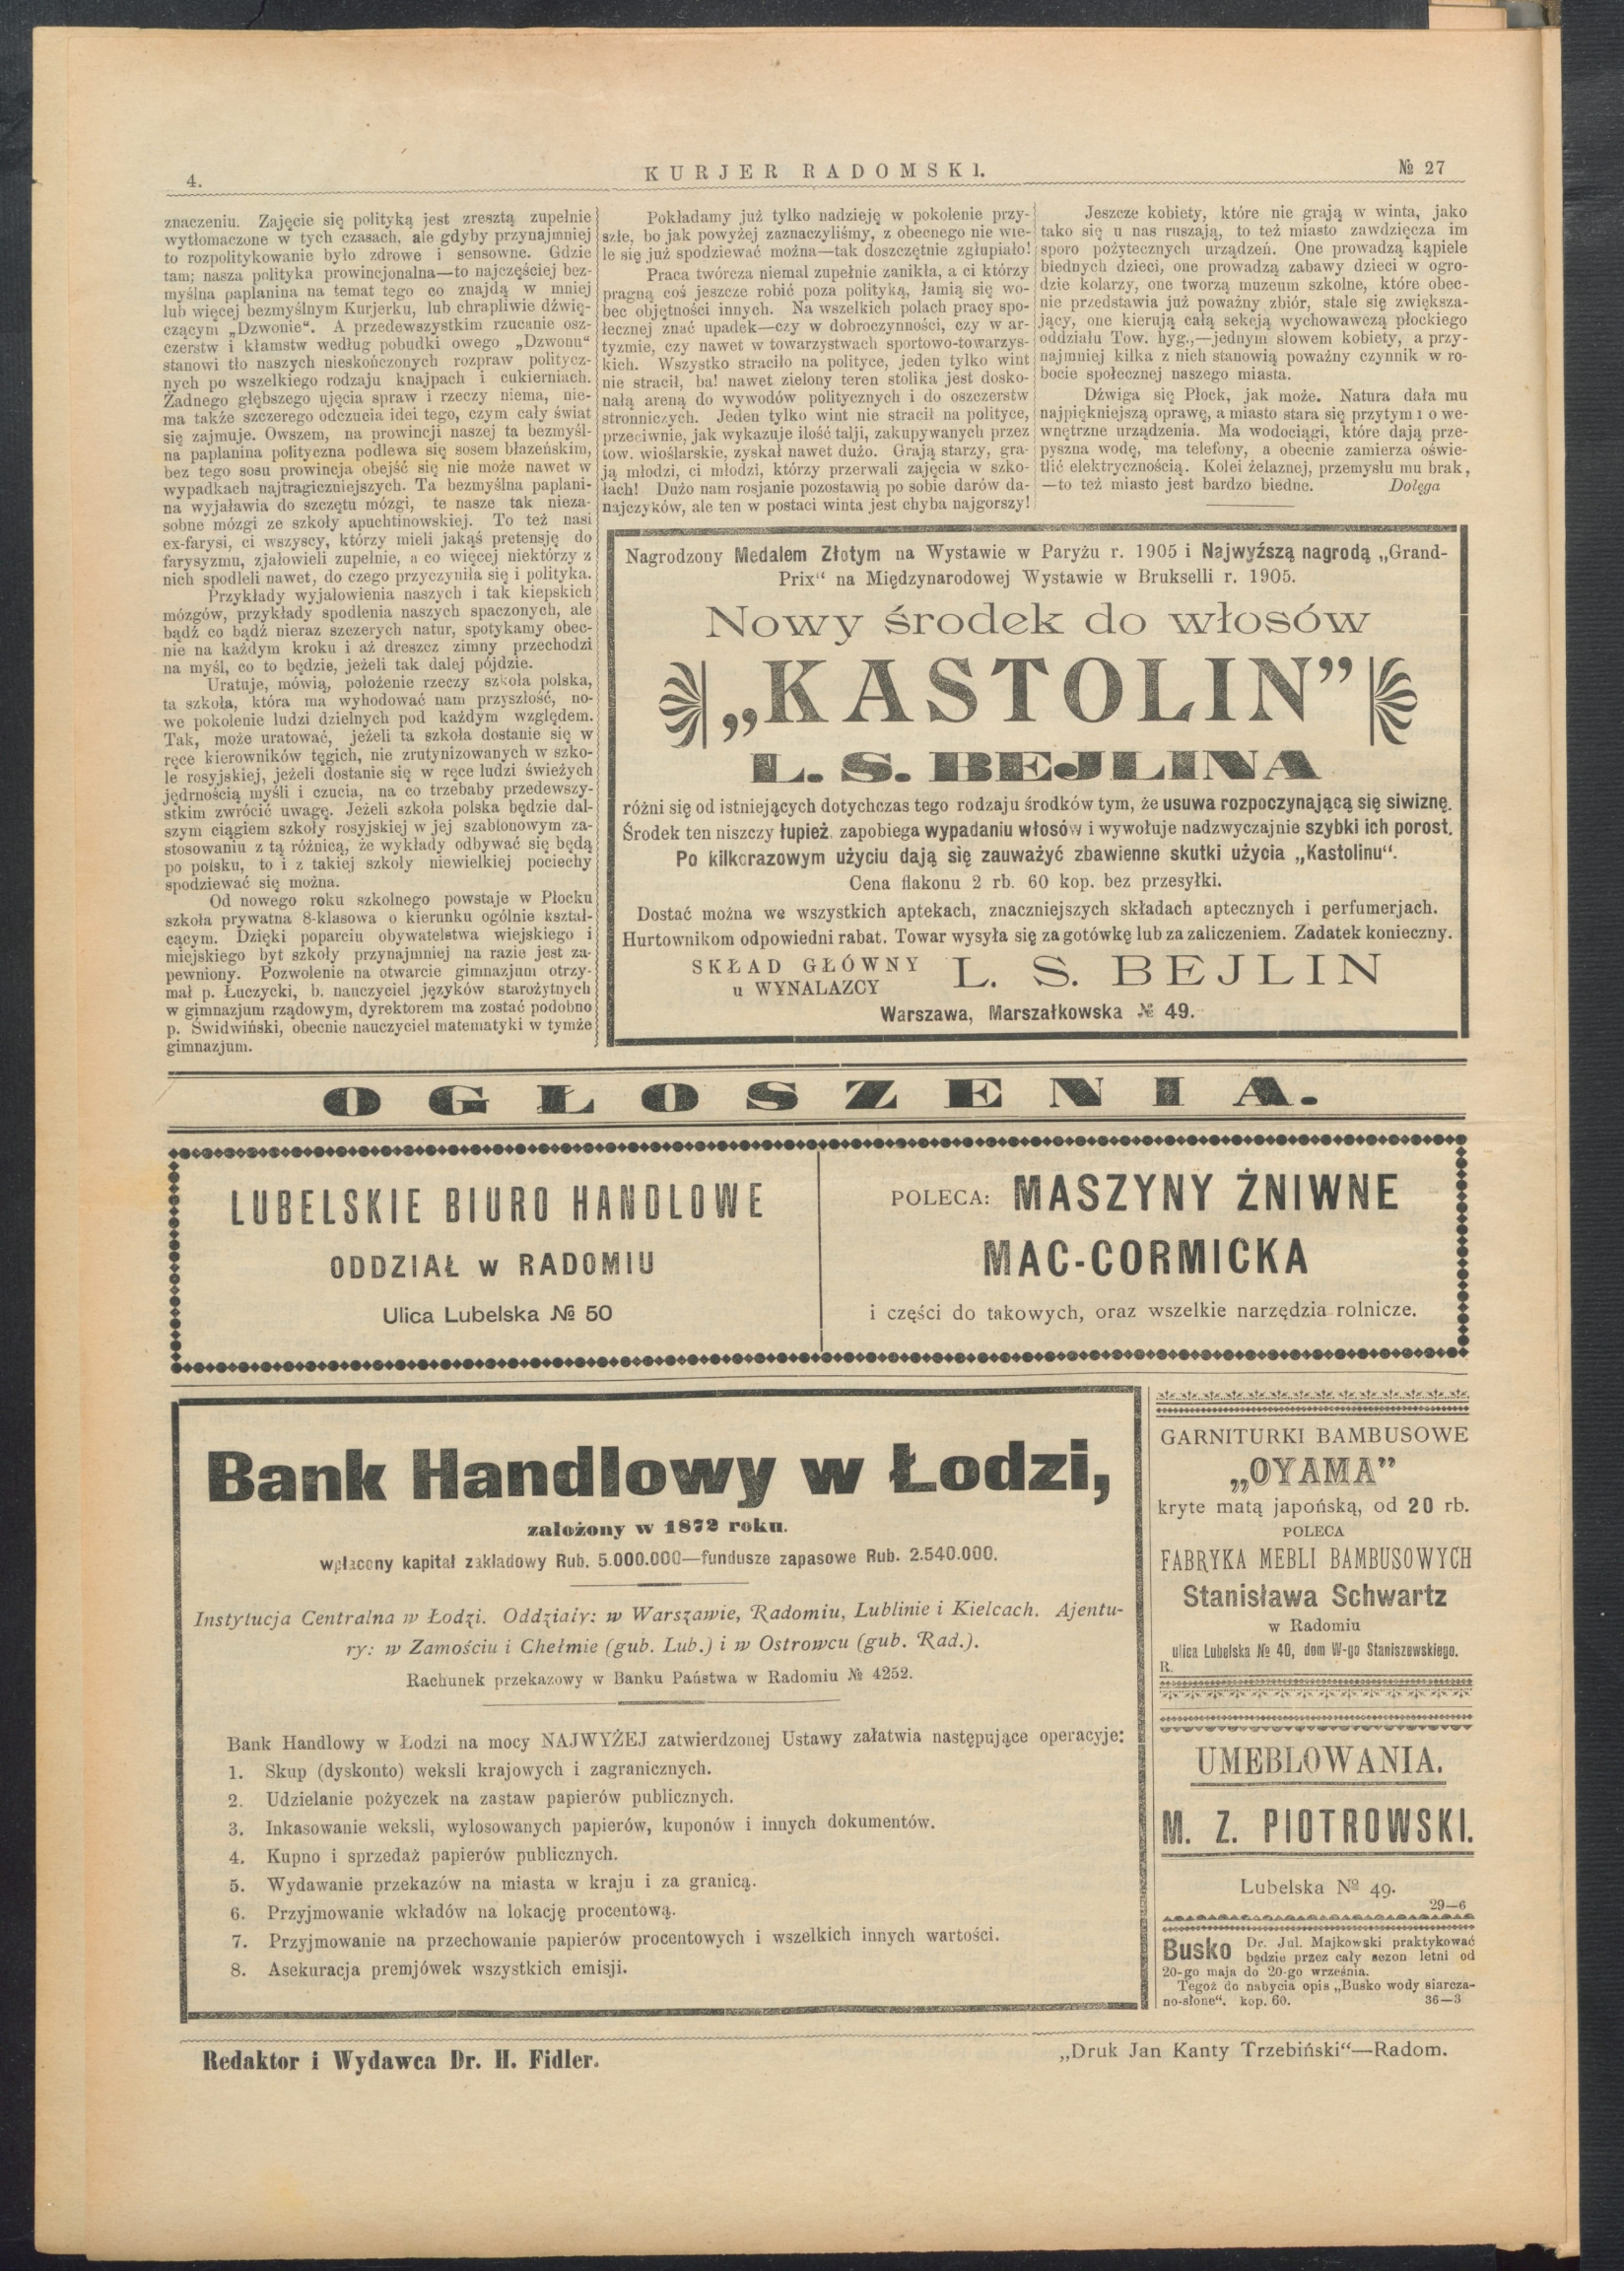 4.
KURJER RADOMSKI.
№ 27
znaczeniu. Zajęcie się polityką jest zresztą zupełnie
wytłomaczone w tych czasach, ale gdyby przynajmniej
to rozpolitykowanie było zdrowe i sensowne. Gdzie
tam; nasza polityka prowincjonalna—to najczęściej bez-
myślna paplanina na temat tego co znajdą w mniej
lub więcej bezmyślnym Kurjerku, lub chrapliwie dźwię-
czącym „Dzwonie“. A przedewszystkim rzucanie osz-
czerstw i kłamstw według pobudki owego „Dzwonu“
stanowi tło naszych nieskończonych rozpraw politycz-
nych po wszelkiego rodzaju knajpach i cukierniach.
Żadnego głębszego ujęcia spraw i rzeczy niema, nie-
ma także szczerego odczucia idei tego, czym cały świat
się zajmuje. Owszem, na prowincji naszej ta bezmyśl-
na paplanina polityczna podlewa się sosem błazeńskim,
bez tego sosu prowincja obejść się nie może nawet w
wypadkach najtragiczniejszych. Ta bezmyślna paplani-
na wyjaławia do szczętu mózgi, te nasze tak nieza-
sobne mózgi ze szkoły apuchtinowskiej. To też nasi
ex-farysi, ci wszyscy, którzy mieli jakąś pretensję do
farysyzmu, zjałowieli zupełnie, a co więcej niektórzy z
nich spodleli nawet, do czego przyczyniła się i polityka.
Przykłady wyjałowienia naszych i tak kiepskich
mózgów, przykłady spodlenia naszych spaczonych, ale
bądź co bądź nieraz szczerych natur, spotykamy obec-
nie na każdym kroku i aż dreszcz zimny przechodzi
na myśl, co to będzie, jeżeli tak dalej pójdzie.
Uratuje, mówią, położenie rzeczy szkoła polska,
ta szkoła, która ma wyhodować nam przyszłość, no-
we pokolenie ludzi dzielnych pod każdym względem.
Tak, może uratować, jeżeli ta szkoła dostanie się w
ręce kierowników tęgich, nie zrutynizowanych w szko-
le rosyjskiej, jeżeli dostanie się w ręce ludzi świeżych
jędrnością myśli i czucia, na co trzebaby przedewszy-
stkim zwrócić uwagę. Jeżeli szkoła polska będzie dal-
szym ciągiem szkoły rosyjskiej w jej szablonowym za-
stosowaniu z tą różnicą, że wykłady odbywać się będą
po polsku, to i z takiej szkoły niewielkiej pociechy
spodziewać się można.
Od nowego roku szkolnego powstaje w Płocku
szkoła prywatna 8-klasowa o kierunku ogólnie kształ-
cącym. Dzięki poparciu obywatelstwa wiejskiego i
miejskiego byt szkoły przynajmniej na razie jest za-
pewniony. Pozwolenie na otwarcie gimnazjum otrzy-
mał p. Łuczycki, b. nauczyciel języków starożytnych
w gimnazjum rządowym, dyrektorem ma zostać podobno
p. Świdwiński, obecnie nauczyciel matematyki w tymże
gimnazjum.
Pokładamy już tylko nadzieję w pokolenie przy-
szłe, bo jak powyżej zaznaczyliśmy, z obecnego nie wie-
le się już spodziewać można—tak doszczętnie zgłupiało!
Praca twórcza niemal zupełnie zanikła, a ci którzy
pragną coś jeszcze robić poza polityką, łamią się wo-
bec objętności innych. Na wszelkich polach pracy spo-
łecznej znać upadek—czy w dobroczynności, czy w ar-
tyzmie, czy nawet w towarzystwach sportowo-towarzys-
kich. Wszystko straciło na polityce, jeden tylko wint
nie stracił, ba! nawet zielony teren stolika jest dosko-
nałą areną do wywodów politycznych i do oszczerstw
stronniczych. Jeden tylko wint nie stracił na polityce,
przeciwnie, jak wykazuje ilość talji, zakupywanych przez
tow. wioślarskie, zyskał nawet dużo. Grają starzy, gra-
ją młodzi, ci młodzi, którzy przerwali zajęcia w szko-
łach! Dużo nam rosjanie pozostawią po sobie darów da-
najczyków, ale ten w postaci winta jest chyba najgorszy!
Jeszcze kobiety, które nie grają w winta, jako
tako się u nas ruszają, to też miasto zawdzięcza im
sporo pożytecznych urządzeń. One prowadzą kąpiele
biednych dzieci, one prowadzą zabawy dzieci w ogro-
dzie kolarzy, one tworzą muzeum szkolne, które obec-
nie przedstawia już poważny zbiór, stale się zwiększa-
jący, one kierują całą sekcją wychowawczą płockiego
oddziału Tow. hyg.,—jednym słowem kobiety, a przy-
najmniej kilka z nich stanowią poważny czynnik w ro-
bocie społecznej naszego miasta.
Dźwiga się Płock, jak może. Natura dała mu
najpiękniejszą oprawę, a miasto stara się przytym i o we-
wnętrzne urządzenia. Ma wodociągi, które dają prze-
pyszna wodę, ma telefony, a obecnie zamierza oświe-
tlić elektrycznością. Kolei żelaznej, przemysłu mu brak,
—to też miasto jest bardzo biedne. Dołęga
Nagrodzony Medalem Złotym na Wystawie w Paryżu r. 1905 i Najwyższą nagrodą „Grand-
Prix“ na Międzynarodowej Wystawie w Brukselli r. 1905.
Nowy środek do włosów
„KASTOLIN”
L. S. BEJLINA
różni się od istniejących dotychczas tego rodzaju środków tym, że usuwa rozpoczynającą się siwiznę.
Środek ten niszczy łupież, zapobiega wypadaniu włosów i wywołuje nadzwyczajnie szybki ich porost.
Po kilkorazowym użyciu dają się zauważyć zbawienne skutki użycia „Kastolinu“.
Cena flakonu 2 rb. 60 kop. bez przesyłki.
Dostać można we wszystkich aptekach, znaczniejszych składach aptecznych i perfumerjach.
Hurtownikom odpowiedni rabat. Towar wysyła się za gotówkę lub za zaliczeniem. Zadatek konieczny.
SKŁAD GŁÓWNY
u WYNALAZCY
L. S. BEJLIN
Warszawa, Marszałkowska № 49.
OGŁOSZENIA.
LUBELSKIE BIURO HANDLOWE
ODDZIAŁ w RADOMIU
Ulica Lubelska № 50
POLECA: MASZYNY ŻNIWNE
MAC-CORMICKA
i części do takowych, oraz wszelkie narzędzia rolnicze.
Bank Handlowy w Łodzi,
założony w 1872 roku.
wpłacony kapitał zakładowy Rub. 5.000.000—fundusze zapasowe Rub. 2.540.000.
Instytucja Centralna w Łodzi. Oddziały: w Warszawie, Radomiu, Lublinie i Kielcach. Ajentu-
ry: w Zamościu i Chełmie (gub. Lub.) i w Ostrowcu (gub. Rad.).
Rachunek przekazowy w Banku Państwa w Radomiu № 4252.
Bank Handlowy w Łodzi na mocy NAJWYŻEJ zatwierdzonej Ustawy załatwia następujące operacyje:
1. Skup (dyskonto) weksli krajowych i zagranicznych.
2. Udzielanie pożyczek na zastaw papierów publicznych.
3. Inkasowanie weksli, wylosowanych papierów, kuponów i innych dokumentów.
4. Kupno i sprzedaż papierów publicznych.
5. Wydawanie przekazów na miasta w kraju i za granicą.
6. Przyjmowanie wkładów na lokację procentową.
7. Przyjmowanie na przechowanie papierów procentowych i wszelkich innych wartości.
8. Asekuracja premjówek wszystkich emisji.
GARNITURKI BAMBUSOWE
„OYAMA”
kryte matą japońską, od 20 rb.
POLECA
FABRYKA MEBLI BAMBUSOWYCH
Stanisława Schwartz
w Radomiu
ulica Lubelska № 40, dom W-go Staniszewskiego.
R.
UMEBLOWANIA.
M. Z. PIOTROWSKI.
Lubelska № 49.
29—6
Busko Dr. Jul. Majkowski praktykować
będzie przez cały sezon letni od
20-go maja do 20-go września.
Tegoż do nabycia opis „Busko wody siarcza-
no-słone“. kop. 60. 36—3
Redaktor i Wydawca Dr. H. Fidler.
„Druk Jan Kanty Trzebiński“—Radom.